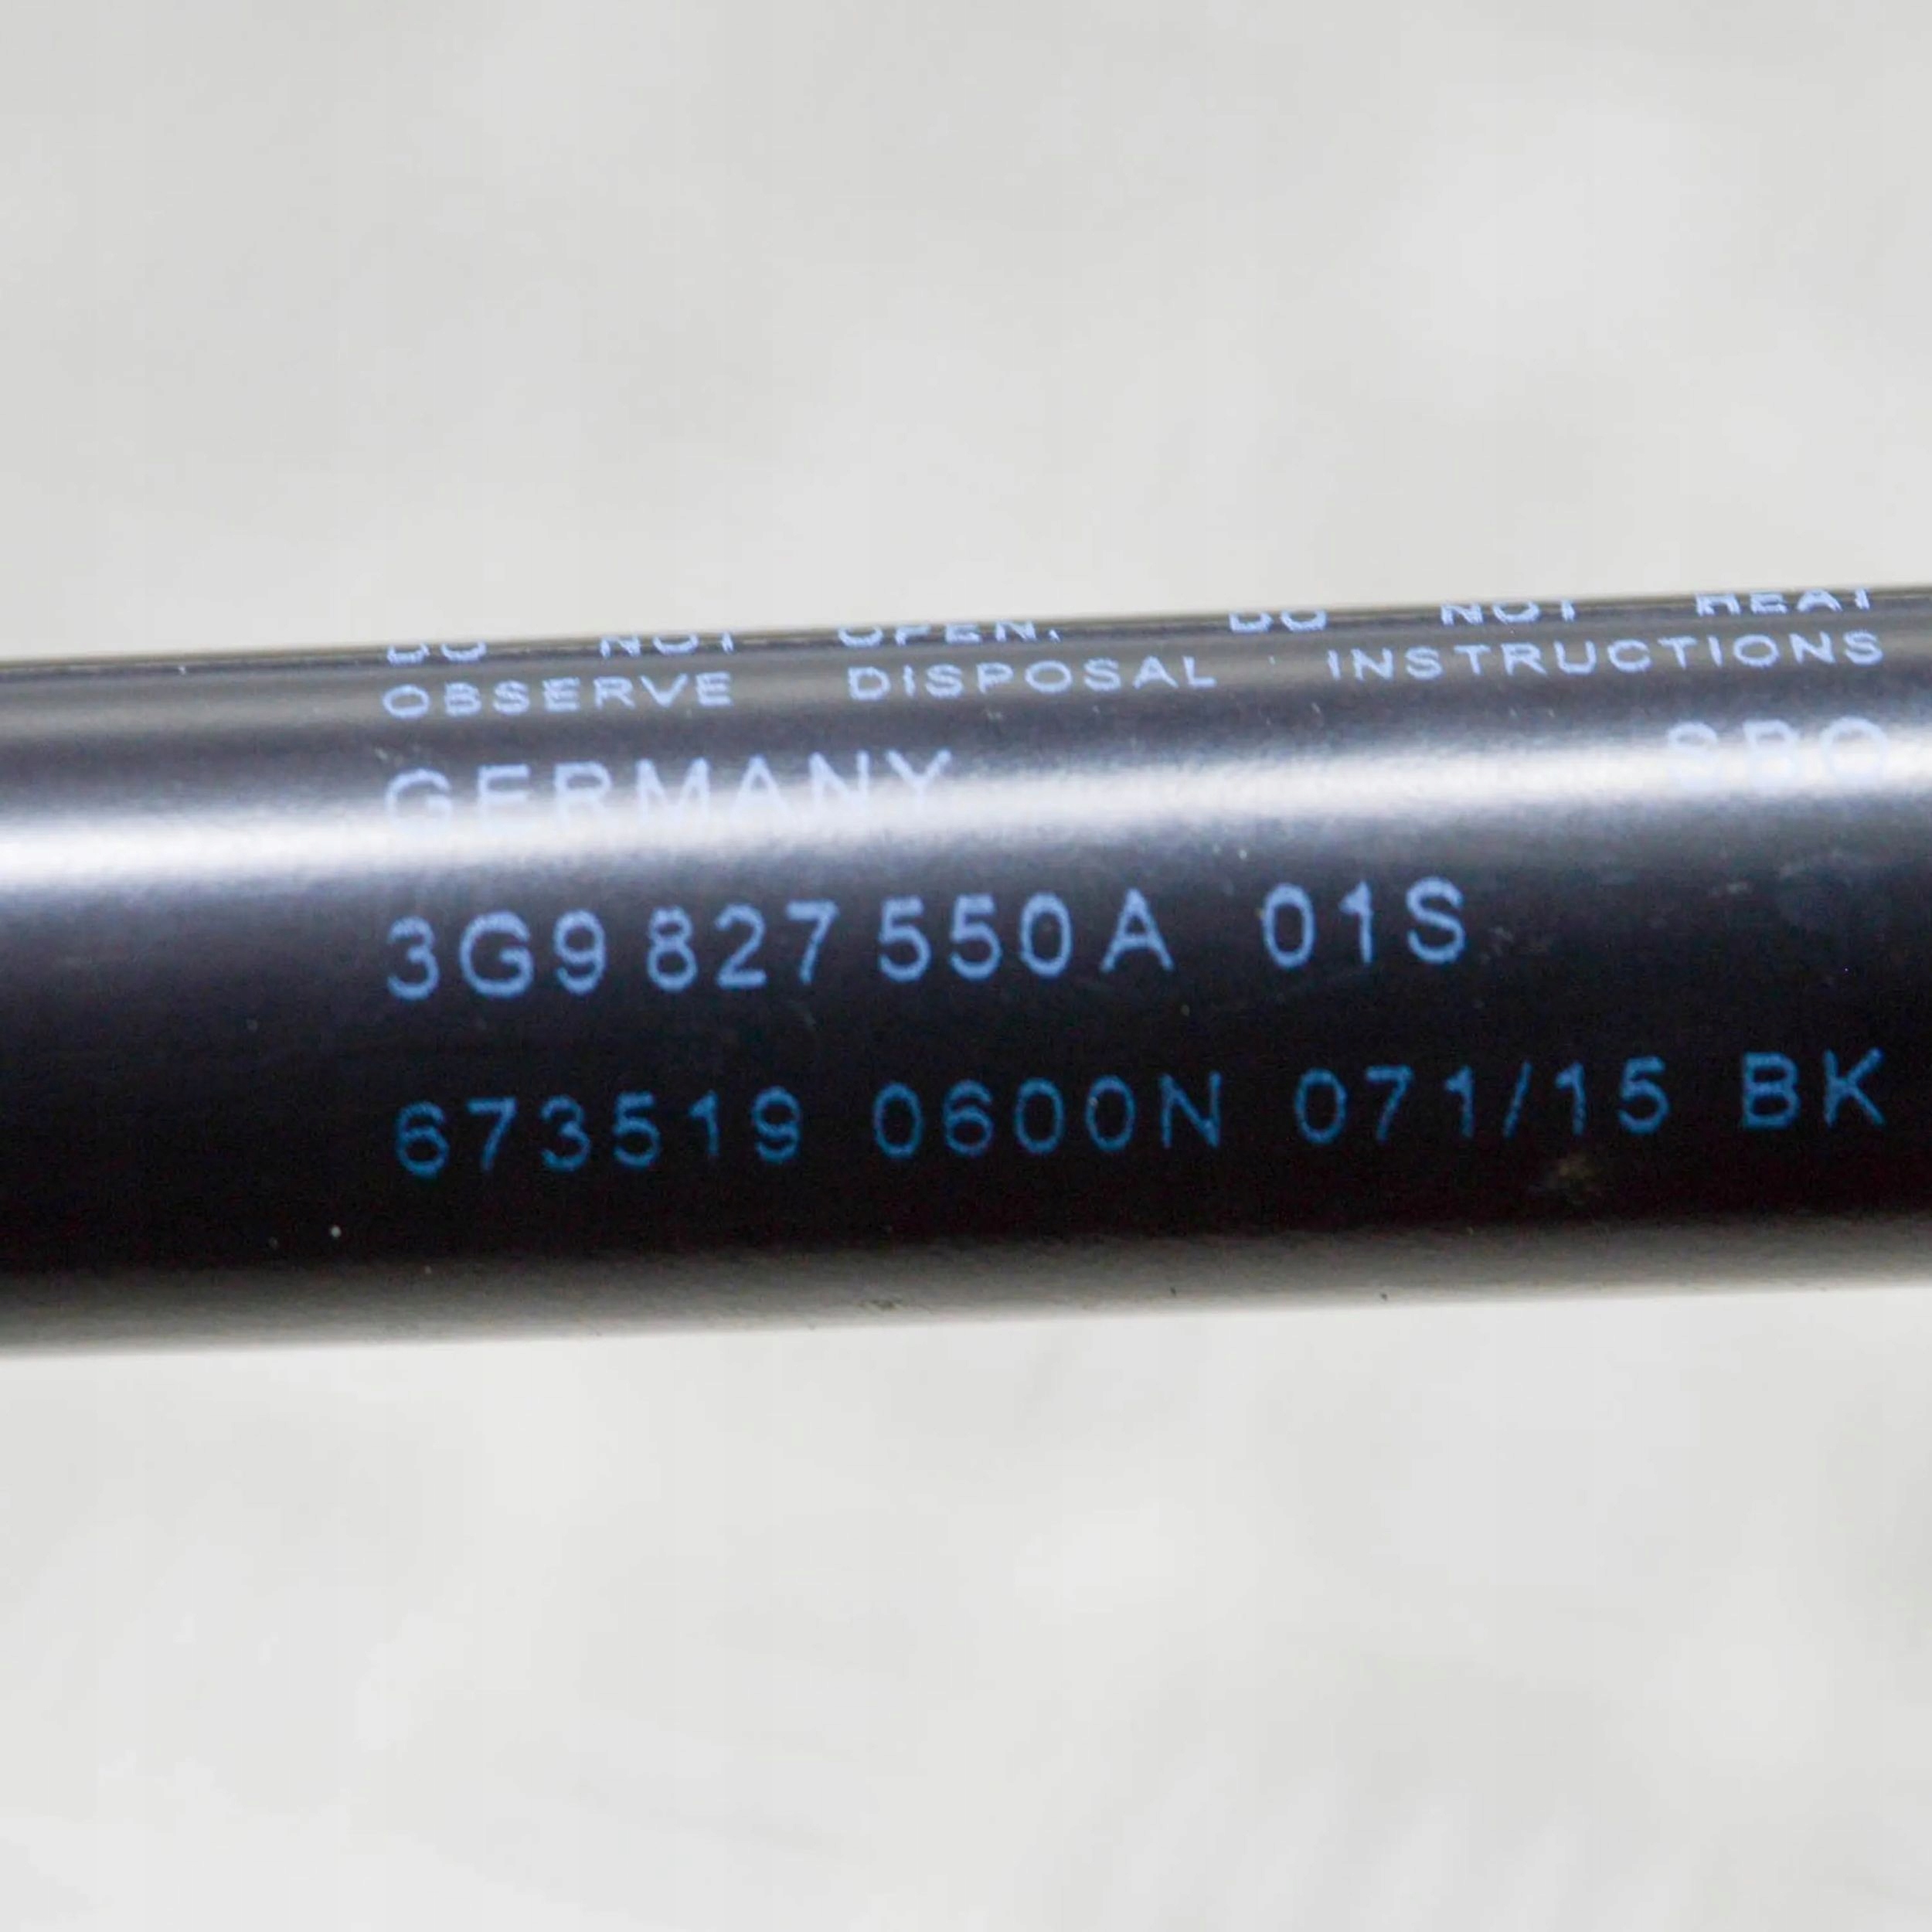 DO NOT OPEN. DO NOT HEAT
OBSERVE DISPOSAL INSTRUCTIONS
GERMANY SBO
3G9 827 550A 01S
673519 0600N 071/15 BK